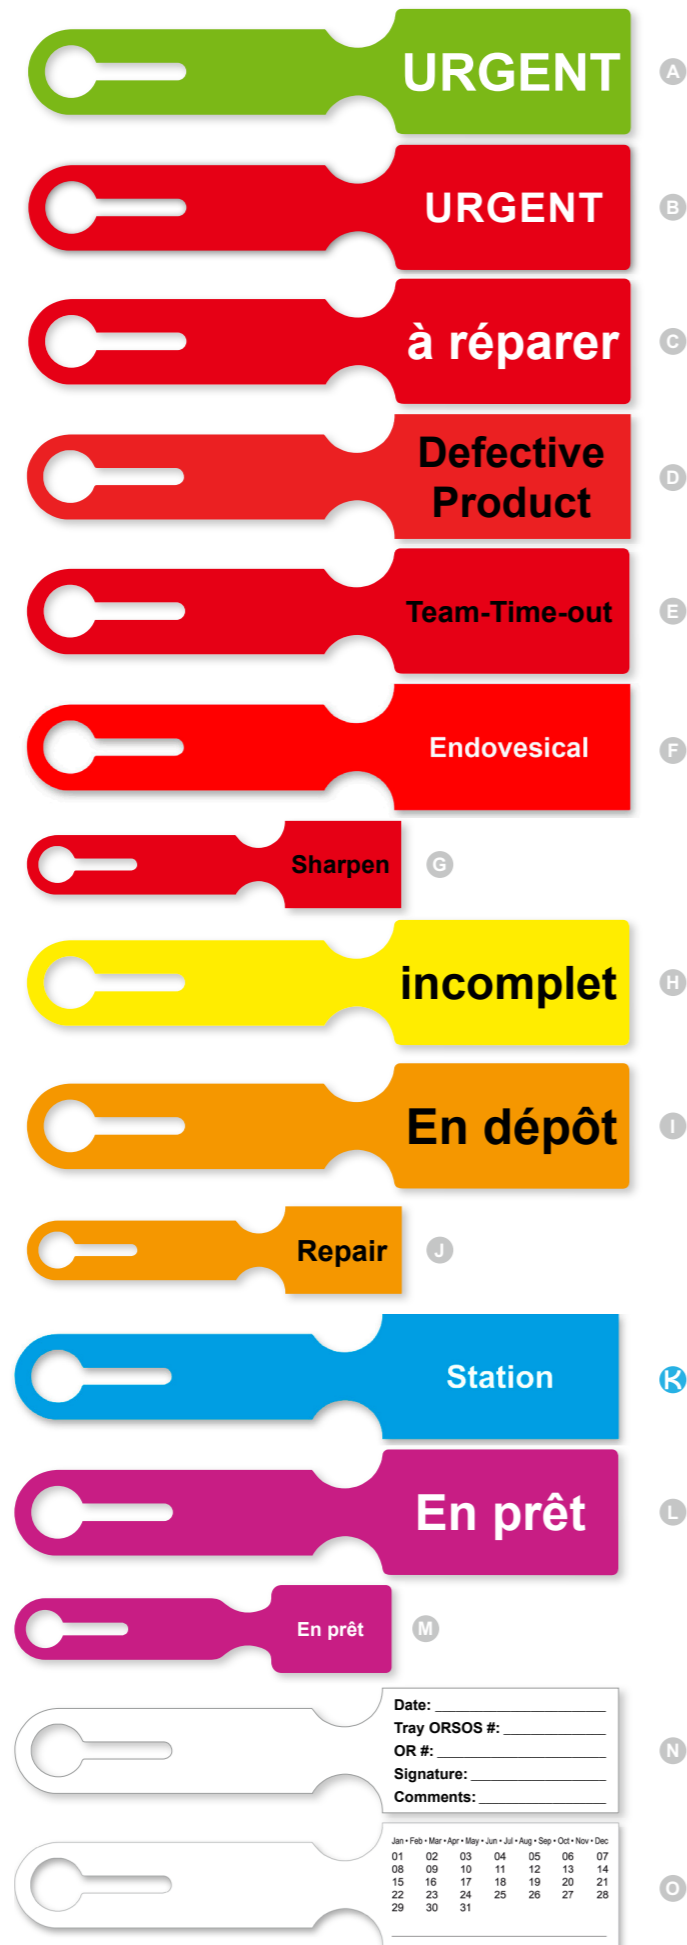 URGENT
A
URGENT
B
à réparer
C
Defective
Product
D
Team-Time-out
E
Endovesical
F
Sharpen
G
incomplet
H
En dépôt
I
Repair
J
Station
K
En prêt
L
En prêt
M
Date:
Tray ORSOS #:
OR #:
Signature:
Comments:
N
Jan • Feb • Mar • Apr • May • Jun • Jul • Aug • Sep • Oct • Nov • Dec
01 02 03 04 05 06 07
08 09 10 11 12 13 14
15 16 17 18 19 20 21
22 23 24 25 26 27 28
29 30 31
O